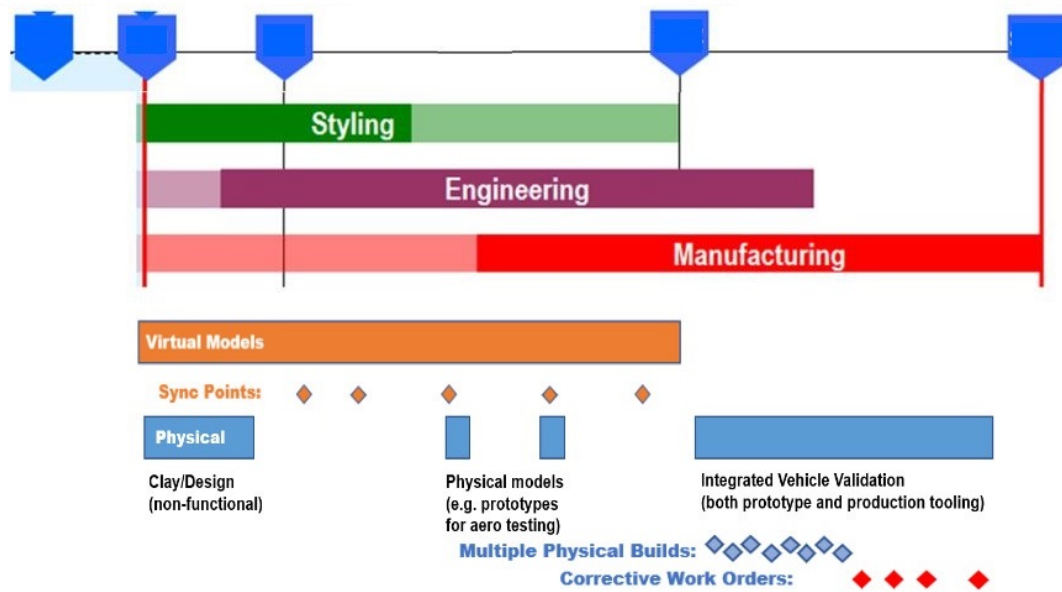 Styling
Engineering
Manufacturing
Virtual Models
Sync Points:
Physical
Clay/Design
(non-functional)
Physical models
(e.g. prototypes
for aero testing)
Integrated Vehicle Validation
(both prototype and production tooling)
Multiple Physical Builds:
Corrective Work Orders: